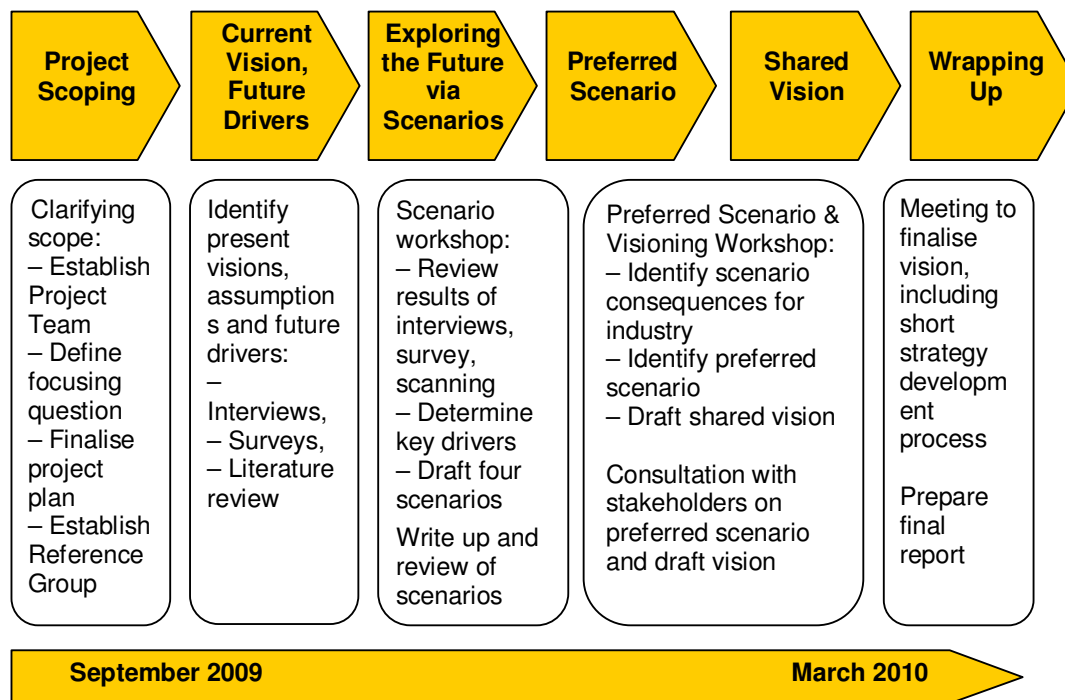 Project
Scoping
Current
Vision,
Future
Drivers
Exploring
the Future
via
Scenarios
Preferred
Scenario
Shared
Vision
Wrapping
Up
Clarifying
scope:
– Establish
Project
Team
– Define
focusing
question
– Finalise
project
plan
– Establish
Reference
Group
Identify
present
visions,
assumption
s and future
drivers:
–
Interviews,
– Surveys,
– Literature
review
Scenario
workshop:
– Review
results of
interviews,
survey,
scanning
– Determine
key drivers
– Draft four
scenarios
Write up and
review of
scenarios
Preferred Scenario &
Visioning Workshop:
– Identify scenario
consequences for
industry
– Identify preferred
scenario
– Draft shared vision
Consultation with
stakeholders on
preferred scenario
and draft vision
Meeting to
finalise
vision,
including
short
strategy
developm
ent
process
Prepare
final
report
September 2009
March 2010